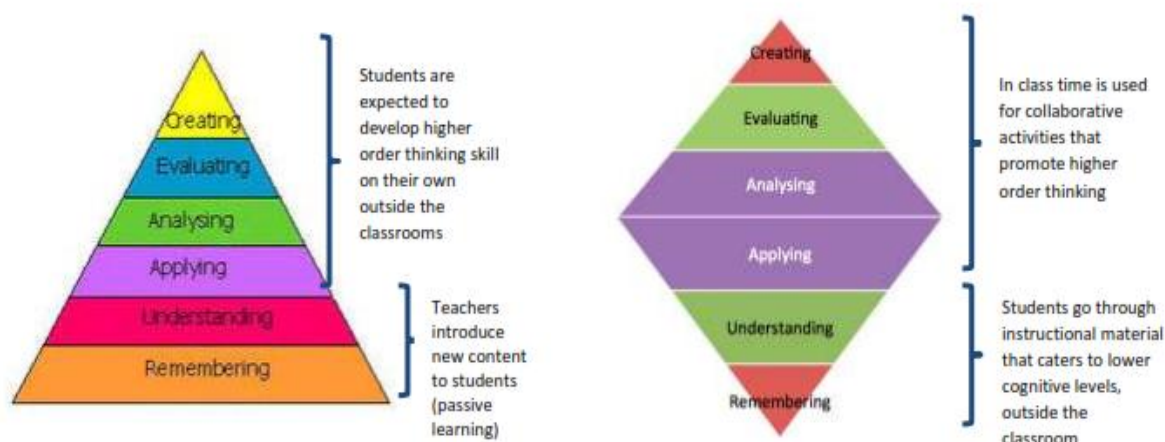 Creating
Evaluating
Analysing
Applying
Understanding
Remembering
Students are
expected to
develop higher
order thinking skill
on their own
outside the
classrooms
Teachers
introduce
new content
to students
(passive
learning)
Creating
Evaluating
Analysing
Applying
Understanding
Remembering
In class time is used
for collaborative
activities that
promote higher
order thinking
Students go through
instructional material
that caters to lower
cognitive levels,
outside the
classroom